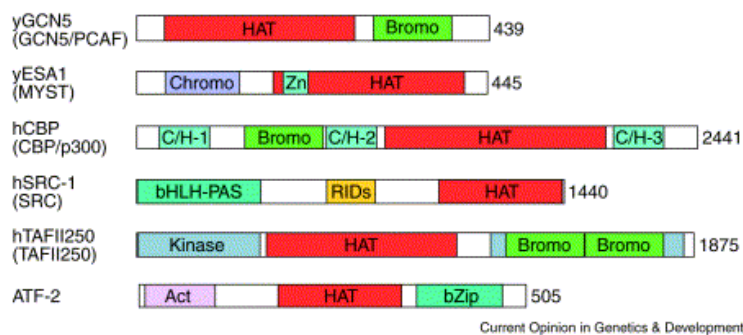 yGCN5
(GCN5/PCAF)
HAT Bromo 439
yESA1
(MYST)
Chromo Zn HAT 445
hCBP
(CBP/p300)
C/H-1 Bromo C/H-2 HAT C/H-3 2441
hSRC-1
(SRC)
bHLH-PAS RIDs HAT 1440
hTAFII250
(TAFII250)
Kinase HAT Bromo Bromo 1875
ATF-2 Act HAT bZip 505
Current Opinion in Genetics & Development